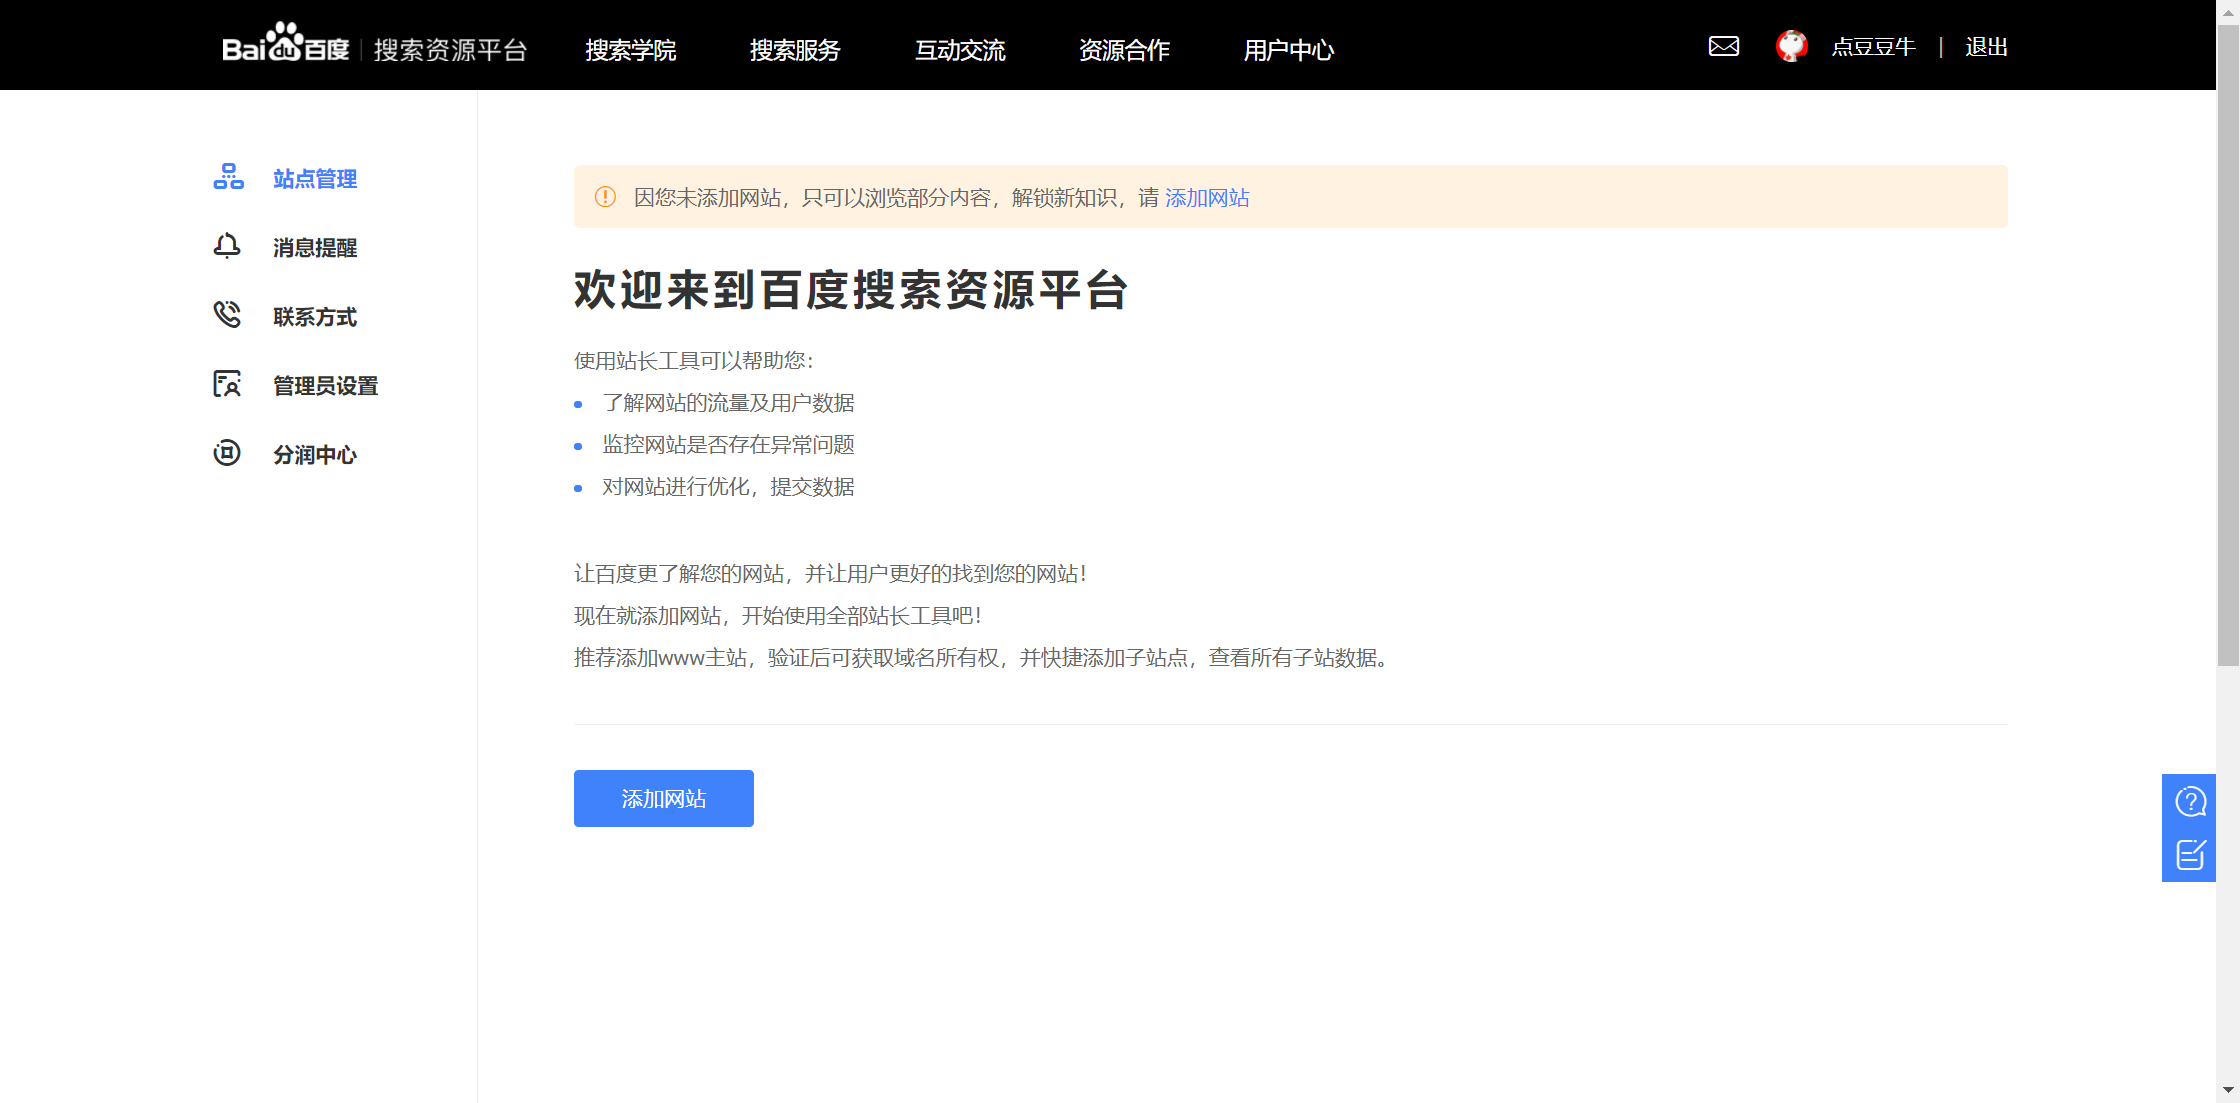 Bai du 百度 | 搜索资源平台 搜索学院 搜索服务 互动交流 资源合作 用户中心 点豆豆牛 | 退出
站点管理
消息提醒
联系方式
管理员设置
分润中心
因您未添加网站，只可以浏览部分内容，解锁新知识，请 添加网站
欢迎来到百度搜索资源平台
使用站长工具可以帮助您：
了解网站的流量及用户数据
监控网站是否存在异常问题
对网站进行优化，提交数据
让百度更了解您的网站，并让用户更好的找到您的网站！
现在就添加网站，开始使用全部站长工具吧！
推荐添加www主站，验证后可获取域名所有权，并快捷添加子站点，查看所有子站数据。
添加网站